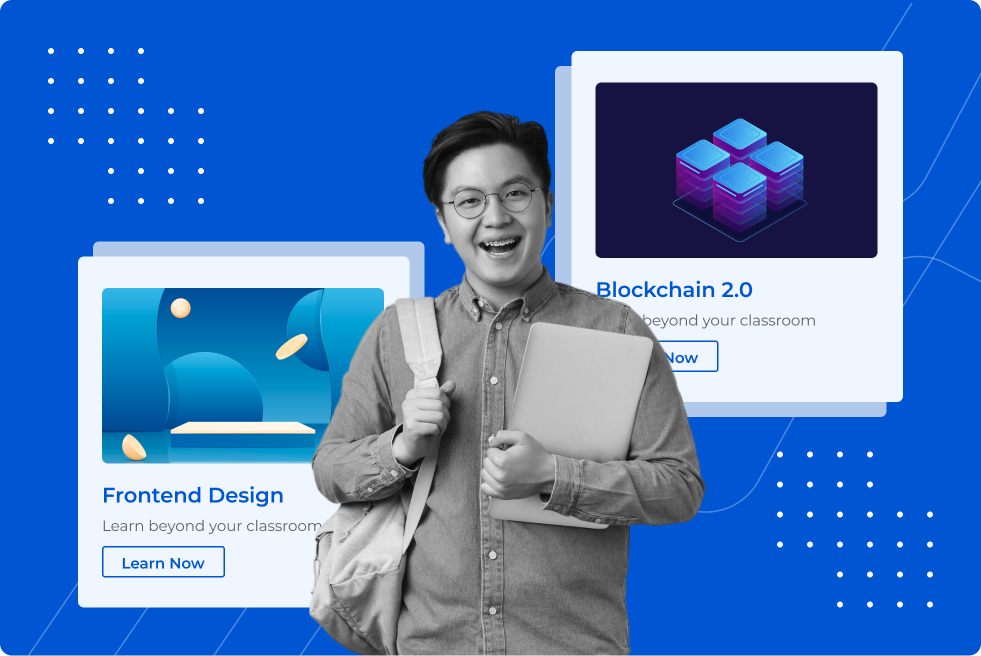 Blockchain 2.0
beyond your classroom
Now
Frontend Design
Learn beyond your classroom
Learn Now